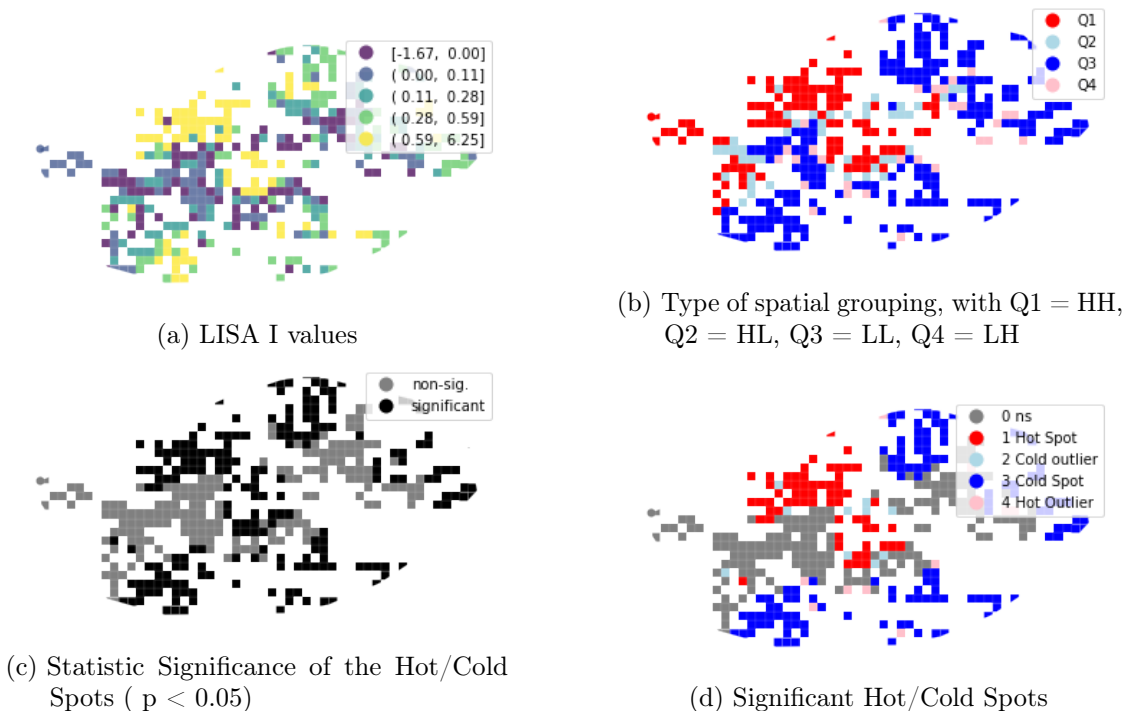 [-1.67, 0.00]
( 0.00, 0.11]
( 0.11, 0.28]
( 0.28, 0.59]
( 0.59, 6.25]
(a) LISA I values
Q1
Q2
Q3
Q4
(b) Type of spatial grouping, with Q1 = HH,
Q2 = HL, Q3 = LL, Q4 = LH
non-sig.
significant
(c) Statistic Significance of the Hot/Cold
Spots ( p < 0.05)
0 ns
1 Hot Spot
2 Cold outlier
3 Cold Spot
4 Hot Outlier
(d) Significant Hot/Cold Spots